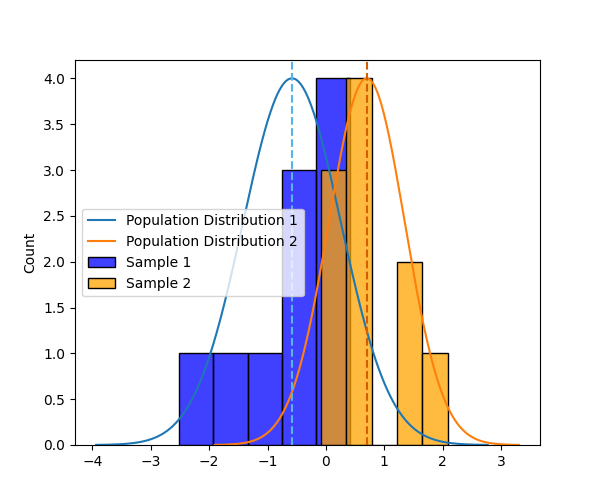 4.0
3.5
3.0
2.5
2.0
1.5
1.0
0.5
0.0
Count
Population Distribution 1
Population Distribution 2
Sample 1
Sample 2
−4 −3 −2 −1 0 1 2 3